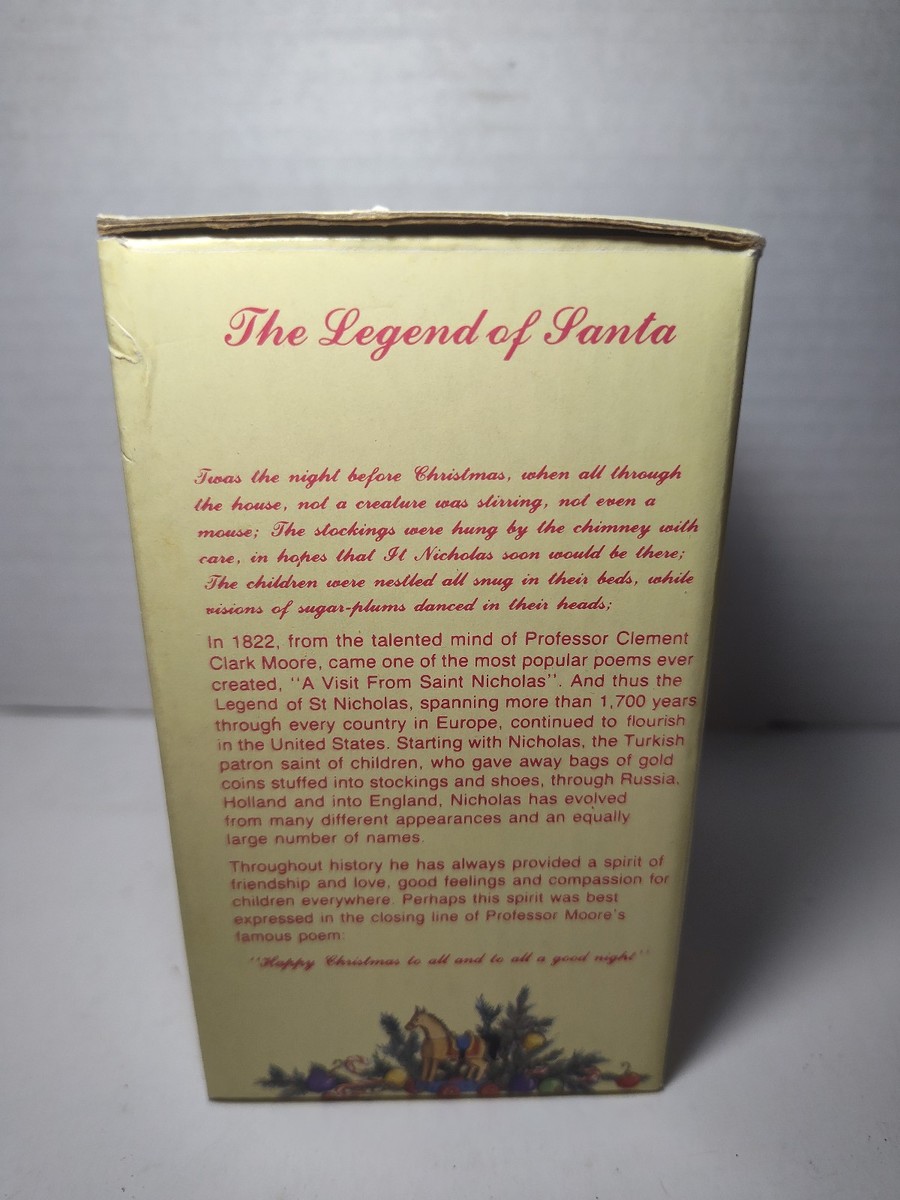 The Legend of Santa
Twas the night before Christmas, when all through
the house, not a creature was stirring, not even a
mouse; The stockings were hung by the chimney with
care, in hopes that St Nicholas soon would be there;
The children were nestled all snug in their beds, while
visions of sugar-plums danced in their heads;
In 1822, from the talented mind of Professor Clement
Clark Moore, came one of the most popular poems ever
created, "A Visit From Saint Nicholas". And thus the
Legend of St Nicholas, spanning more than 1,700 years
through every country in Europe, continued to flourish
in the United States. Starting with Nicholas, the Turkish
patron saint of children, who gave away bags of gold
coins stuffed into stockings and shoes, through Russia.
Holland and into England, Nicholas has evolved
from many different appearances and an equally
large number of names.
Throughout history he has always provided a spirit of
friendship and love, good feelings and compassion for
children everywhere. Perhaps this spirit was best
expressed in the closing line of Professor Moore's
famous poem:
"Happy Christmas to all and to all a good night"